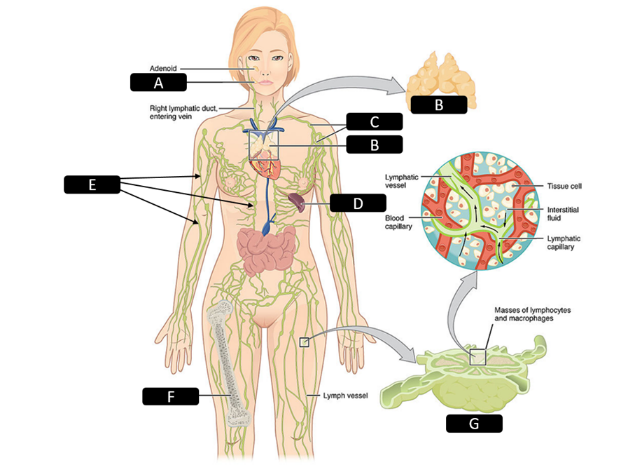 Adenoid
A
Right lymphatic duct,
entering vein
B
C
B
E
D
Lymphatic
vessel
Tissue cell
Blood
capillary
Interstitial
fluid
Lymphatic
capillary
Masses of lymphocytes
and macrophages
F
Lymph vessel
G